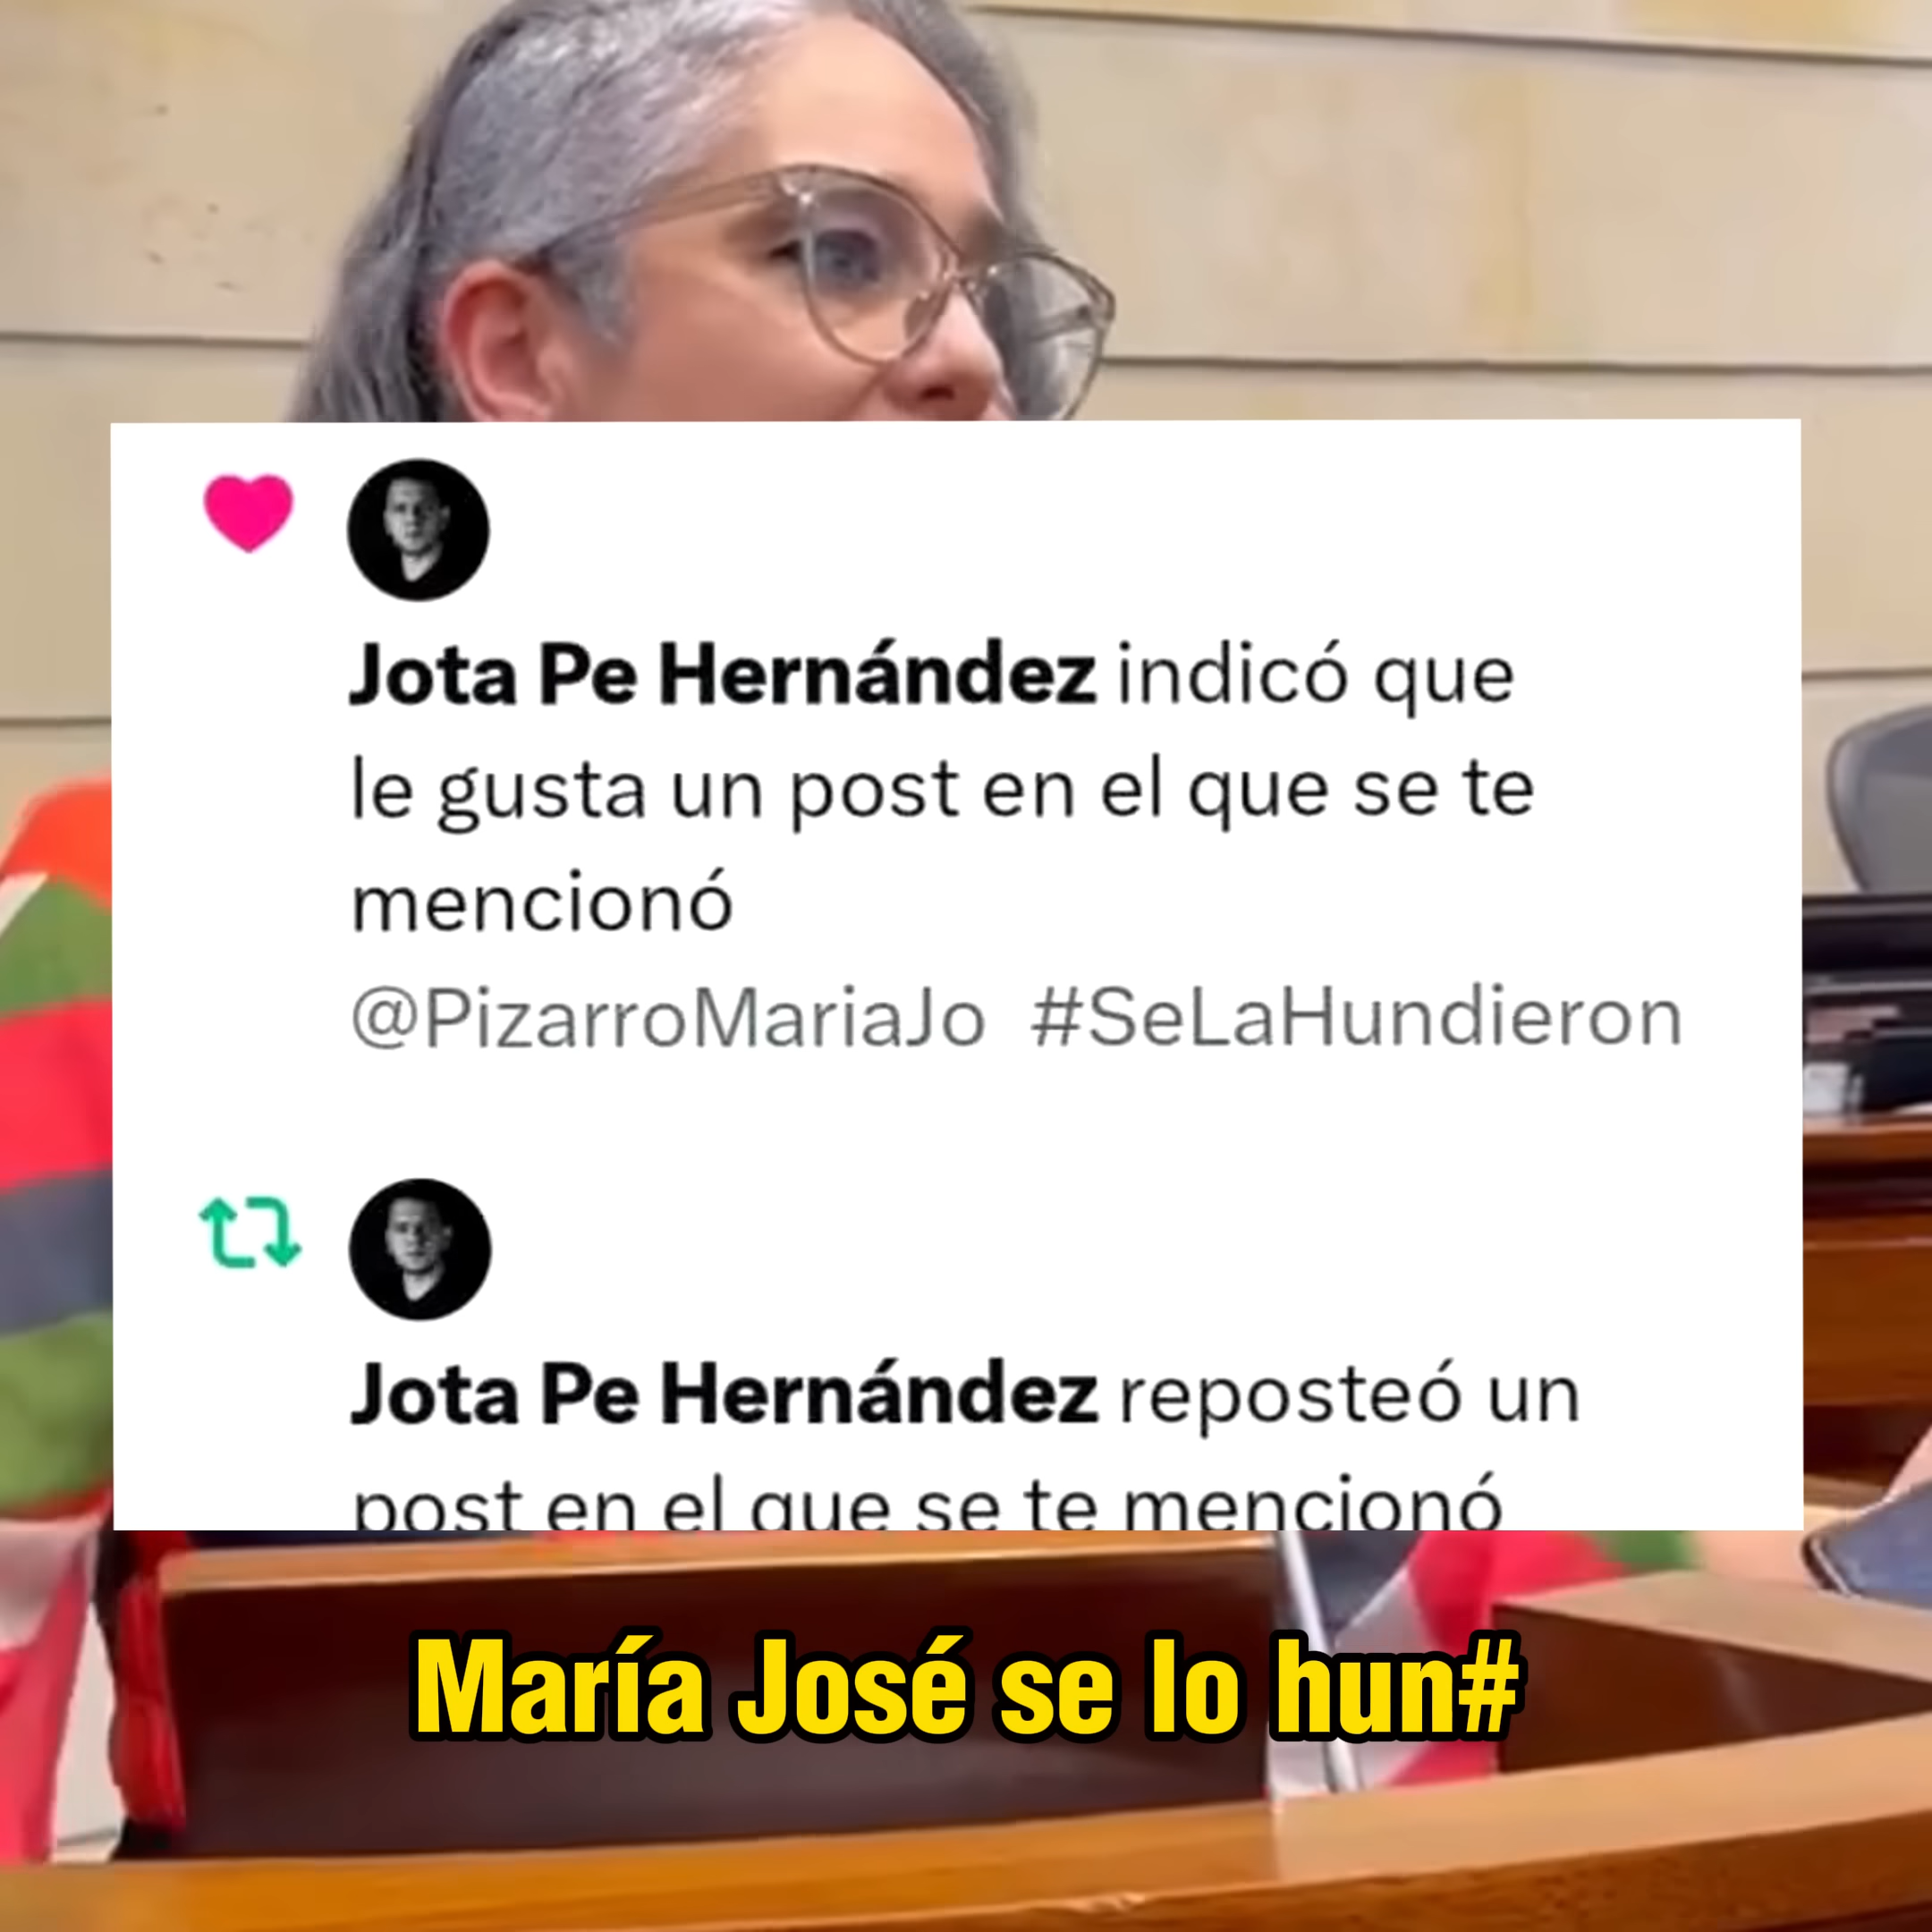 Jota Pe Hernández indicó que
le gusta un post en el que se te
mencionó
@PizarroMariaJo #SeLaHundieron
Jota Pe Hernández reposteó un
post en el que se te mencionó
María José se lo hun#